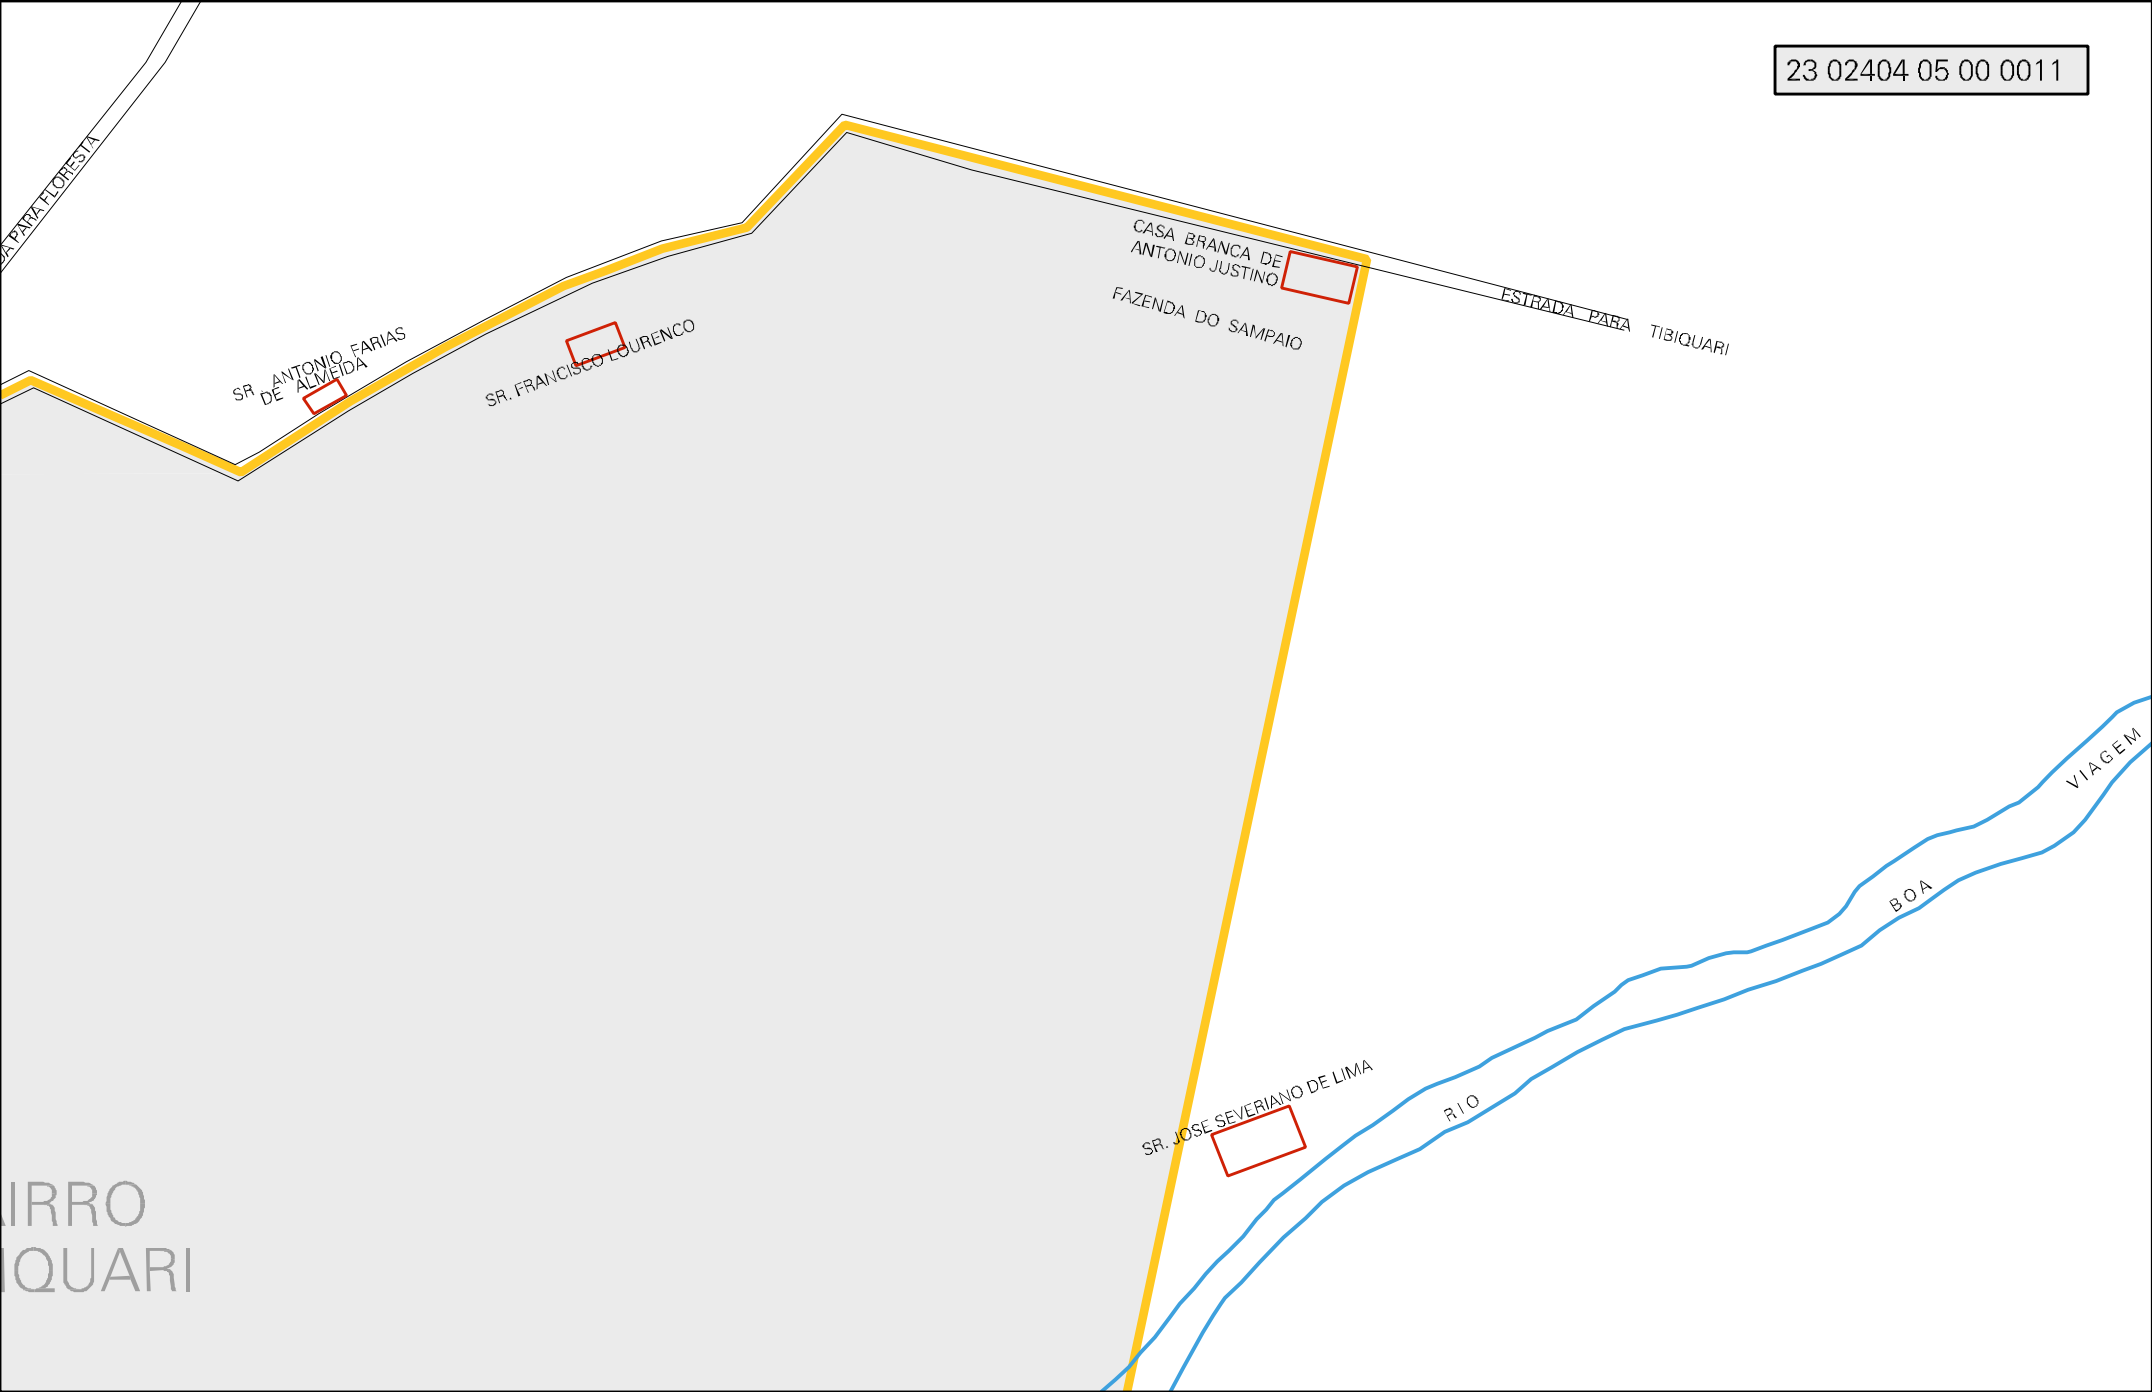 23 02404 05 00 0011
PARA FLORESTA
CASA BRANCA DE
ANTONIO JUSTINO
FAZENDA DO SAMPAIO
ESTRADA PARA TIBIQUARI
SR ANTONIO FARIAS
DE ALMEIDA
SR. FRANCISCO LOURENCO
VIAGEM
BOA
RIO
SR. JOSE SEVERIANO DE LIMA
IRRO
IQUARI